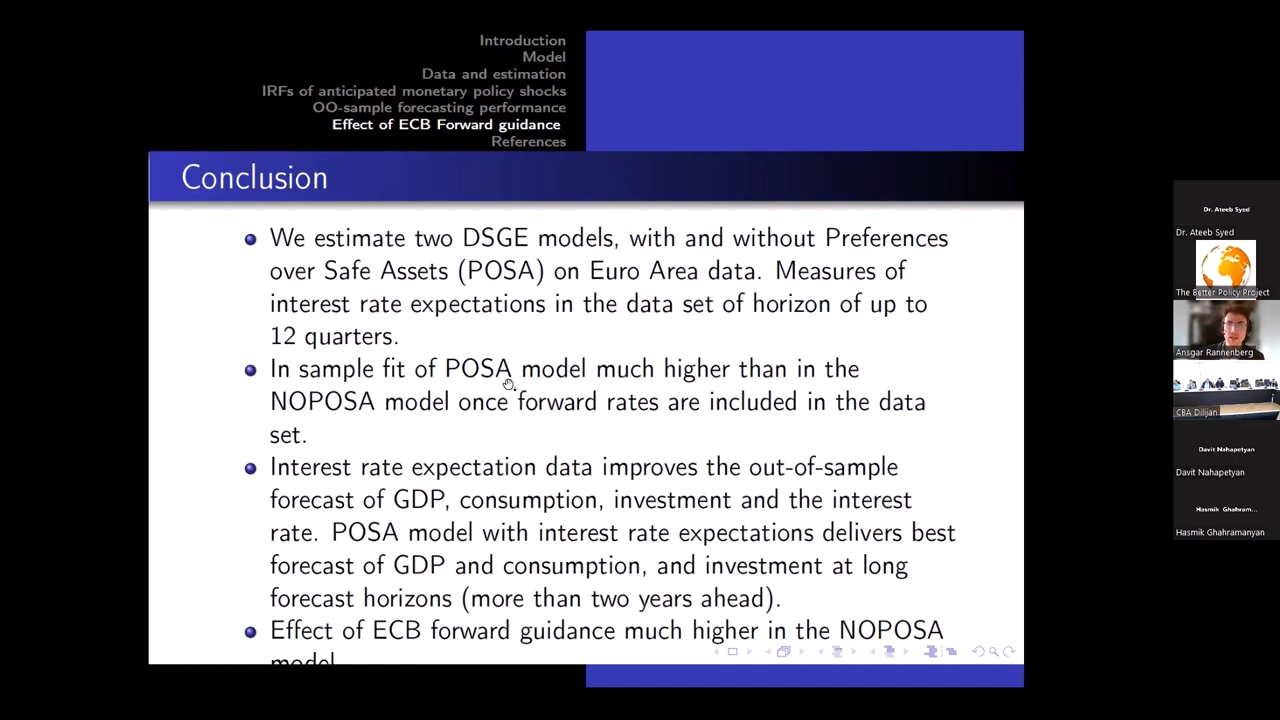 Introduction
Model
Data and estimation
IRFs of anticipated monetary policy shocks
OO-sample forecasting performance
Effect of ECB Forward guidance
References
Conclusion
We estimate two DSGE models, with and without Preferences
over Safe Assets (POSA) on Euro Area data. Measures of
interest rate expectations in the data set of horizon of up to
12 quarters.
In sample fit of POSA model much higher than in the
NOPOSA model once forward rates are included in the data
set.
Interest rate expectation data improves the out-of-sample
forecast of GDP, consumption, investment and the interest
rate. POSA model with interest rate expectations delivers best
forecast of GDP and consumption, and investment at long
forecast horizons (more than two years ahead).
Effect of ECB forward guidance much higher in the NOPOSA
model
Dr. Ateeb Syed
Dr. Ateeb Syed
The Better Policy Project
Ansgar Rannenberg
CBA Dilijan
Davit Nahapetyan
Davit Nahapetyan
Hasmik Ghahram...
Hasmik Ghahramanyan